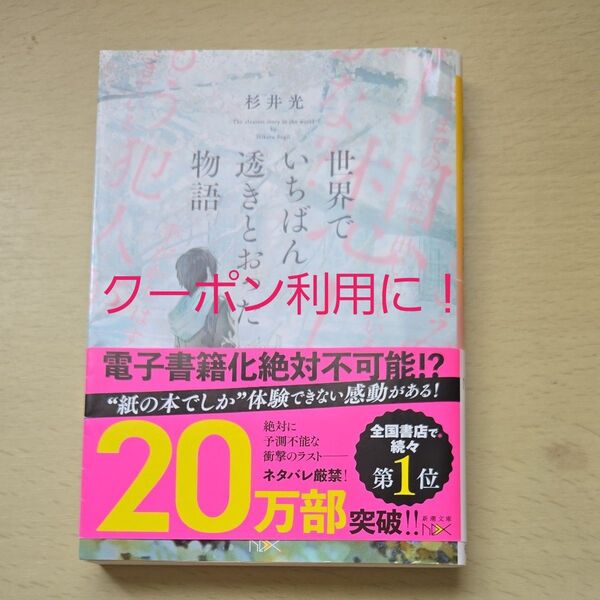 杉井光
The clearest story in the world
by
Hikaru Sugii
世界で
いちばん
透きとおった
物語
クーポン利用に！
電子書籍化絶対不可能!?
“紙の本でしか”体験できない感動がある！
絶対に
予測不能な
衝撃のラスト――
ネタバレ厳禁！
20万部突破!!
全国書店で
続々
第1位
新潮文庫
NEX
NEX